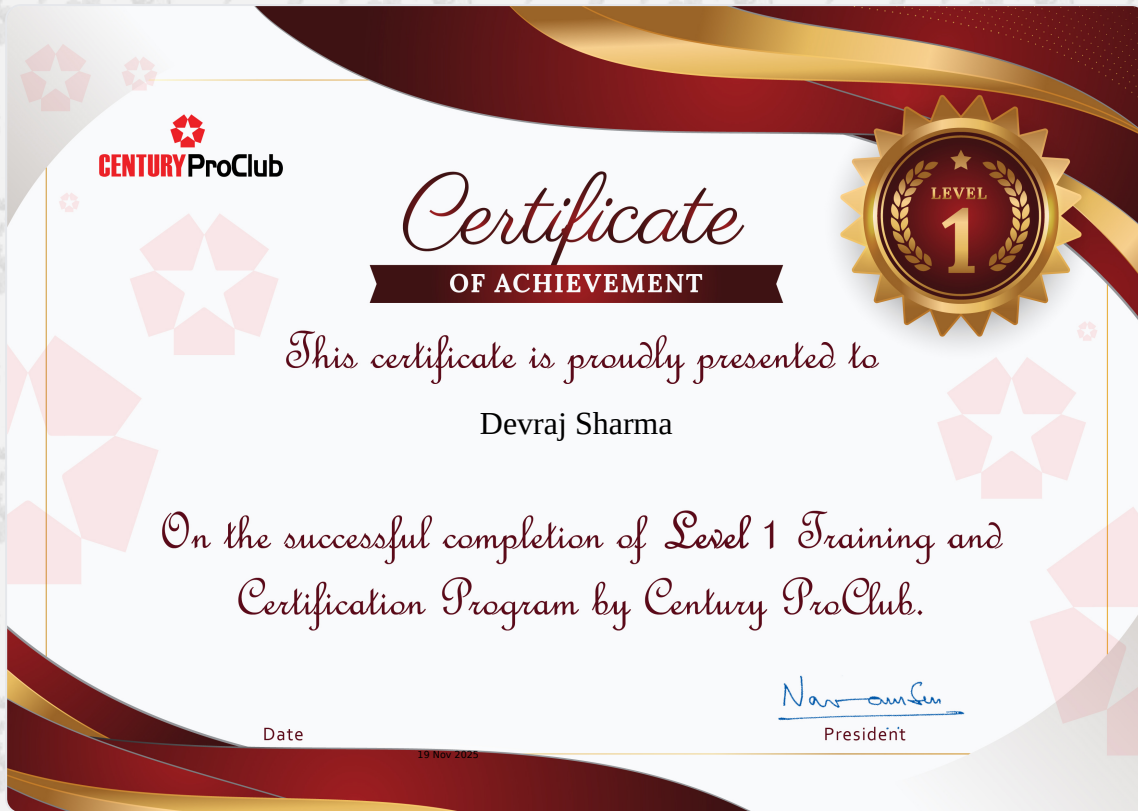 CENTURY ProClub
LEVEL
1
Certificate
OF ACHIEVEMENT
This certificate is proudly presented to
Devraj Sharma
On the successful completion of Level 1 Training and
Certification Program by Century ProClub.
Date
President
19 Nov 2025